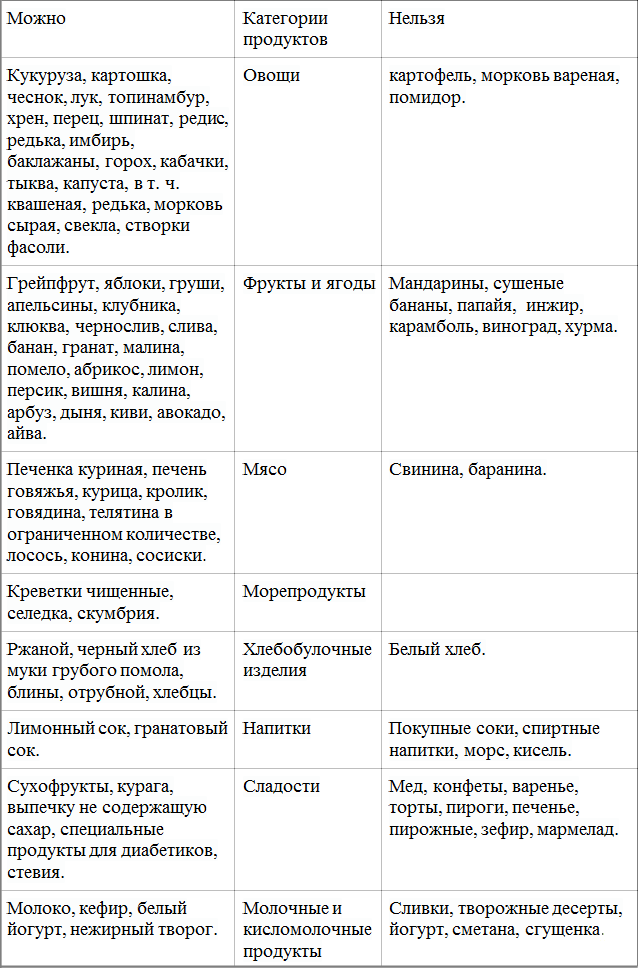 Можно
Категории
продуктов
Нельзя
Кукуруза, картошка,
чеснок, лук, топинамбур,
хрен, перец, шпинат, редис,
редька, имбирь,
баклажаны, горох, кабачки,
тыква, капуста, в т. ч.
квашеная, редька, морковь
сырая, свекла, створки
фасоли.
Овощи
картофель, морковь вареная,
помидор.
Грейпфрут, яблоки, груши,
апельсины, клубника,
клюква, чернослив, слива,
банан, гранат, малина,
помело, абрикос, лимон,
персик, вишня, калина,
арбуз, дыня, киви, авокадо,
айва.
Фрукты и ягоды
Мандарины, сушеные
бананы, папайя, инжир,
карамболь, виноград, хурма.
Печенка куриная, печень
говяжья, курица, кролик,
говядина, телятина в
ограниченном количестве,
лосось, конина, сосиски.
Мясо
Свинина, баранина.
Креветки чищенные,
селедка, скумбрия.
Морепродукты
Ржаной, черный хлеб из
муки грубого помола,
блины, отрубной, хлебцы.
Хлебобулочные
изделия
Белый хлеб.
Лимонный сок, гранатовый
сок.
Напитки
Покупные соки, спиртные
напитки, морс, кисель.
Сухофрукты, курага,
выпечку не содержащую
сахар, специальные
продукты для диабетиков,
стевия.
Сладости
Мед, конфеты, варенье,
торты, пироги, печенье,
пирожные, зефир, мармелад.
Молоко, кефир, белый
йогурт, нежирный творог.
Молочные и
кисломолочные
продукты
Сливки, творожные десерты,
йогурт, сметана, сгущенка.